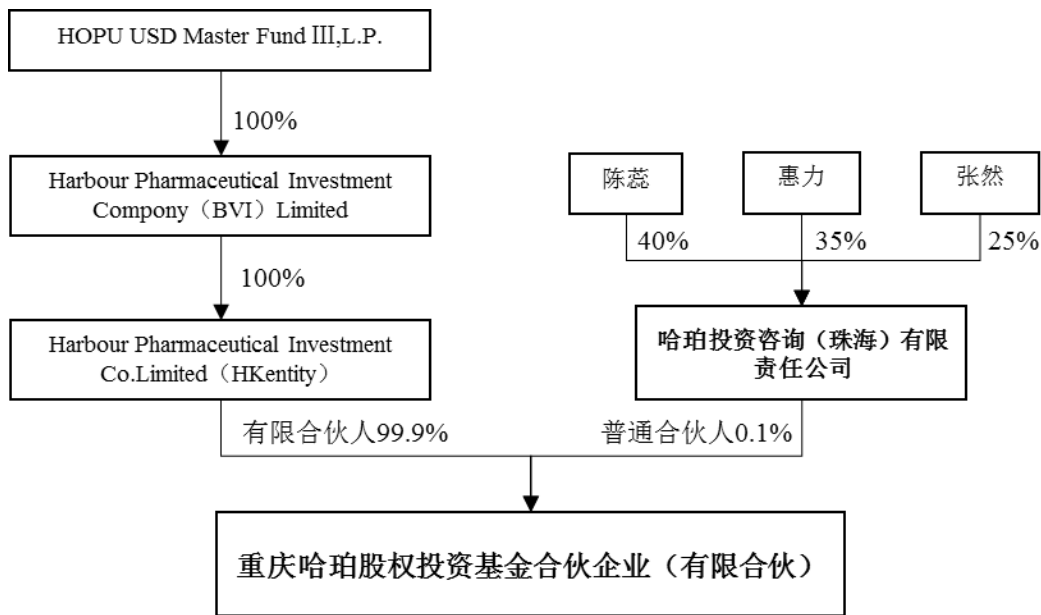 HOPU USD Master Fund Ⅲ,L.P.
100%
Harbour Pharmaceutical Investment
Compony（BVI）Limited
100%
Harbour Pharmaceutical Investment
Co.Limited（HKentity）
陈蕊
惠力
张然
40%
35%
25%
哈珀投资咨询（珠海）有限
责任公司
有限合伙人99.9%
普通合伙人0.1%
重庆哈珀股权投资基金合伙企业（有限合伙）